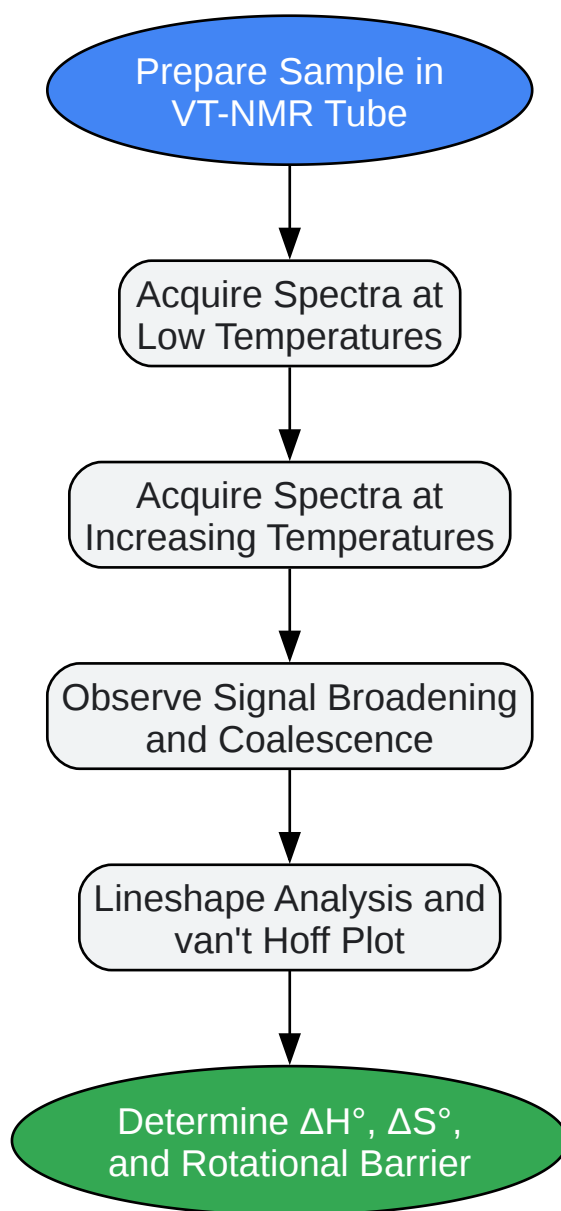 Prepare Sample in
VT-NMR Tube
Acquire Spectra at
Low Temperatures
Acquire Spectra at
Increasing Temperatures
Observe Signal Broadening
and Coalescence
Lineshape Analysis and
van't Hoff Plot
Determine ΔH°, ΔS°,
and Rotational Barrier